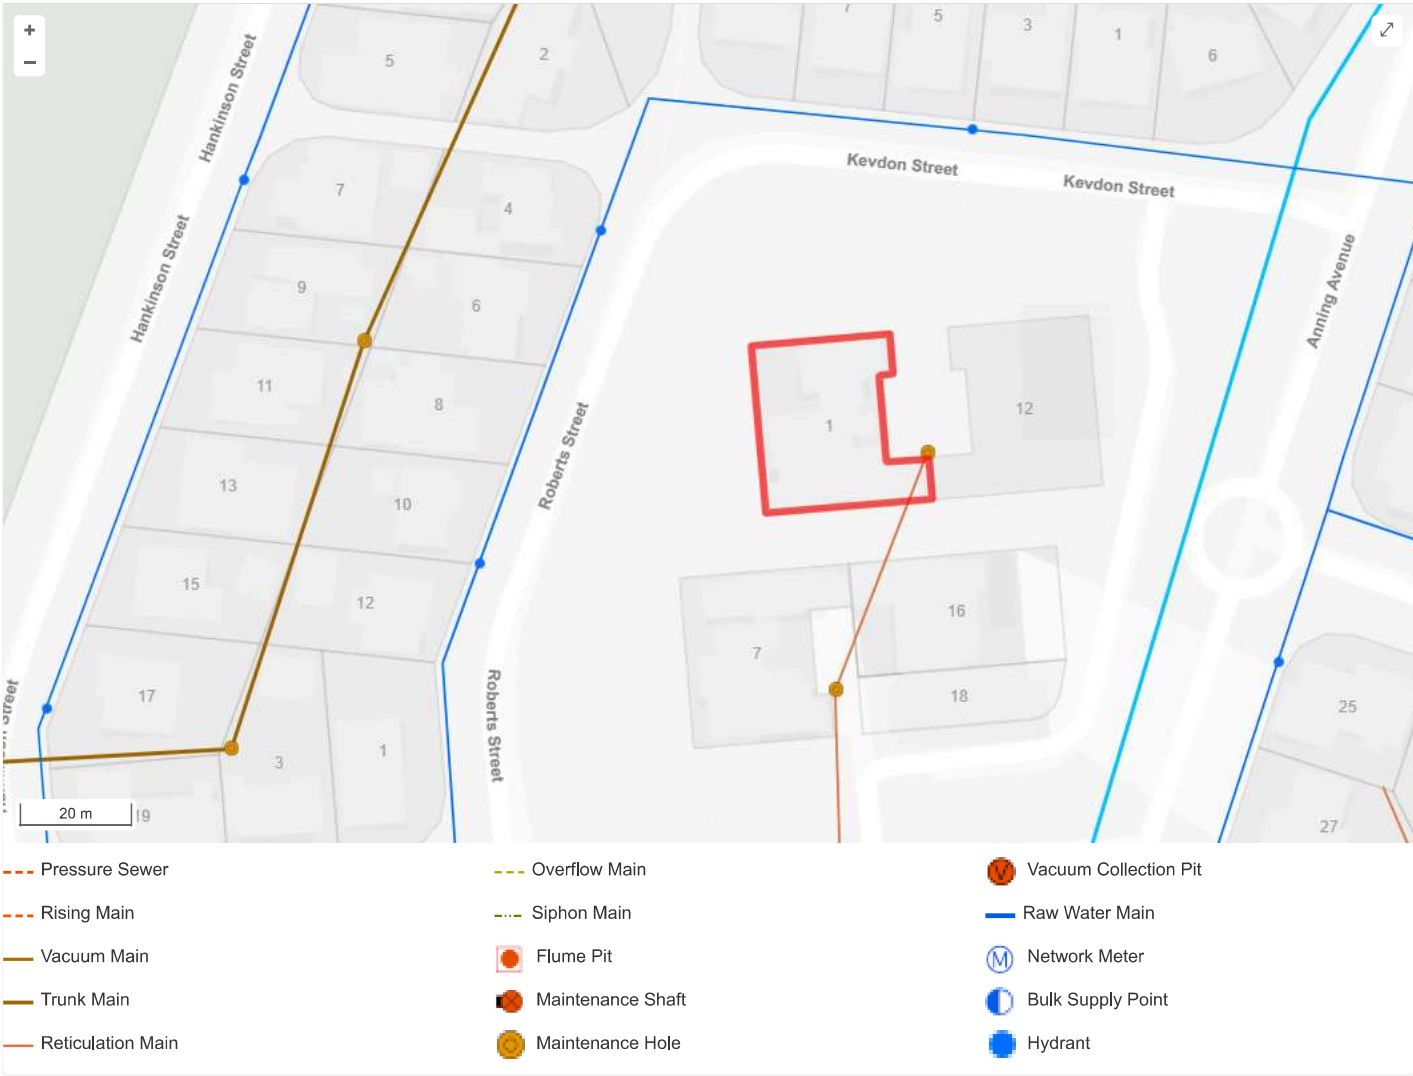 +
−
Hankinson Street
Hankinson Street
5
2
5
3
1
6
Kevdon Street
Kevdon Street
7
4
9
6
11
8
13
10
15
12
17
3
1
19
Roberts Street
Roberts Street
Anning Avenue
1
12
7
16
18
25
27
20 m
Pressure Sewer
Overflow Main
Vacuum Collection Pit
V
Rising Main
Siphon Main
Raw Water Main
Vacuum Main
Flume Pit
M
Network Meter
Trunk Main
Maintenance Shaft
Bulk Supply Point
Reticulation Main
Maintenance Hole
Hydrant